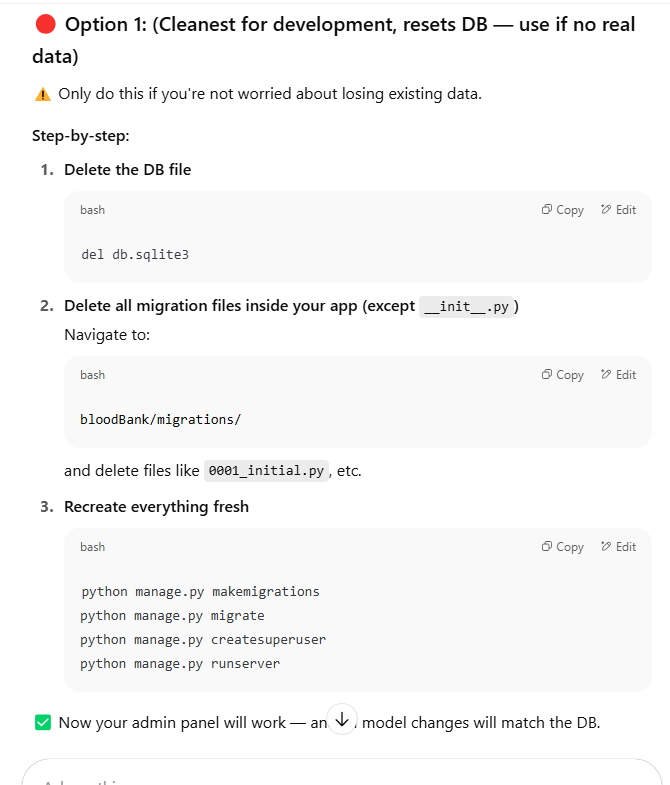 🔴 Option 1: (Cleanest for development, resets DB — use if no real
data)
⚠️ Only do this if you're not worried about losing existing data.
Step-by-step:
1. Delete the DB file
bash Copy Edit
del db.sqlite3
2. Delete all migration files inside your app (except __init__.py)
Navigate to:
bash Copy Edit
bloodBank/migrations/
and delete files like 0001_initial.py, etc.
3. Recreate everything fresh
bash Copy Edit
python manage.py makemigrations
python manage.py migrate
python manage.py createsuperuser
python manage.py runserver
✅ Now your admin panel will work — model changes will match the DB.